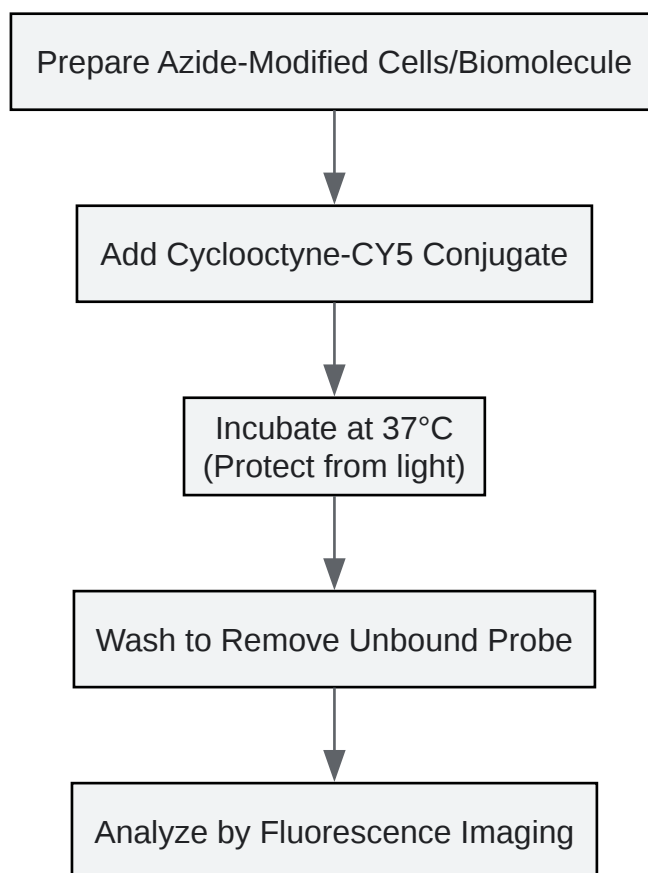 Prepare Azide-Modified Cells/Biomolecule
Add Cyclooctyne-CY5 Conjugate
Incubate at 37°C
(Protect from light)
Wash to Remove Unbound Probe
Analyze by Fluorescence Imaging